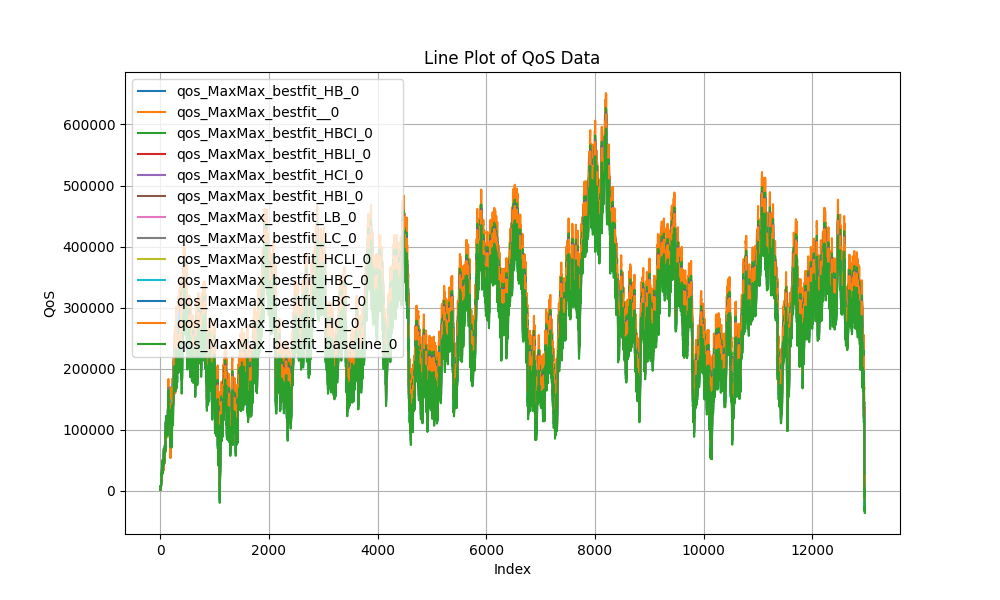 Line Plot of QoS Data
qos_MaxMax_bestfit_HB_0
qos_MaxMax_bestfit__0
qos_MaxMax_bestfit_HBCI_0
qos_MaxMax_bestfit_HBLI_0
qos_MaxMax_bestfit_HCI_0
qos_MaxMax_bestfit_HBI_0
qos_MaxMax_bestfit_LB_0
qos_MaxMax_bestfit_LC_0
qos_MaxMax_bestfit_HCLI_0
qos_MaxMax_bestfit_HBC_0
qos_MaxMax_bestfit_LBC_0
qos_MaxMax_bestfit_HC_0
qos_MaxMax_bestfit_baseline_0
600000
500000
400000
300000
200000
100000
0
QoS
0 2000 4000 6000 8000 10000 12000
Index